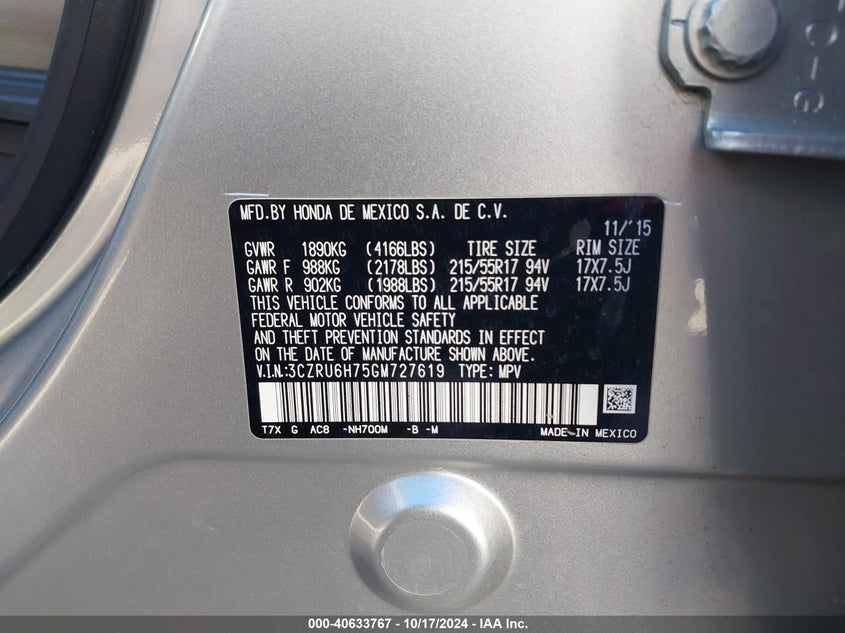 MFD.BY HONDA DE MEXICO S.A. DE C.V.
11/'15
GVWR 1890KG (4166LBS) TIRE SIZE RIM SIZE
GAWR F 988KG (2178LBS) 215/55R17 94V 17X7.5J
GAWR R 902KG (1988LBS) 215/55R17 94V 17X7.5J
THIS VEHICLE CONFORMS TO ALL APPLICABLE
FEDERAL MOTOR VEHICLE SAFETY
AND THEFT PREVENTION STANDARDS IN EFFECT
ON THE DATE OF MANUFACTURE SHOWN ABOVE.
V.I.N.:3CZRU6H75GM727619 TYPE: MPV
T7X G AC8 -NH700M -B -M MADE IN MEXICO
000-40633767 - 10/17/2024 - IAA Inc.